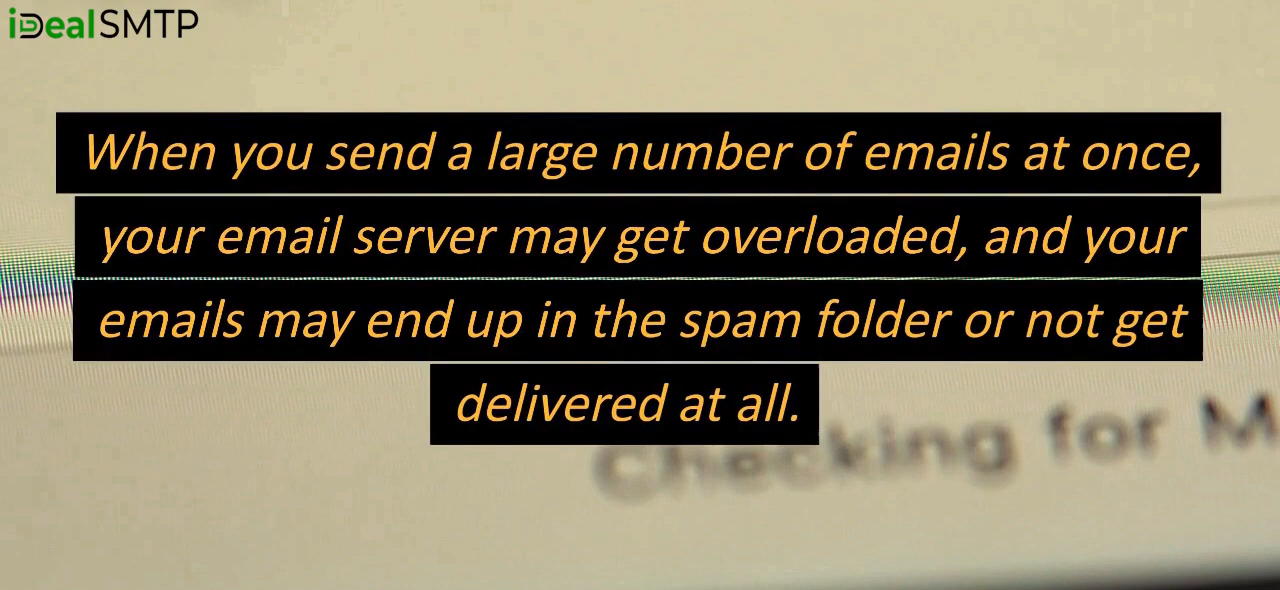 iDealSMTP
When you send a large number of emails at once,
your email server may get overloaded, and your
emails may end up in the spam folder or not get
delivered at all.
Checking for M